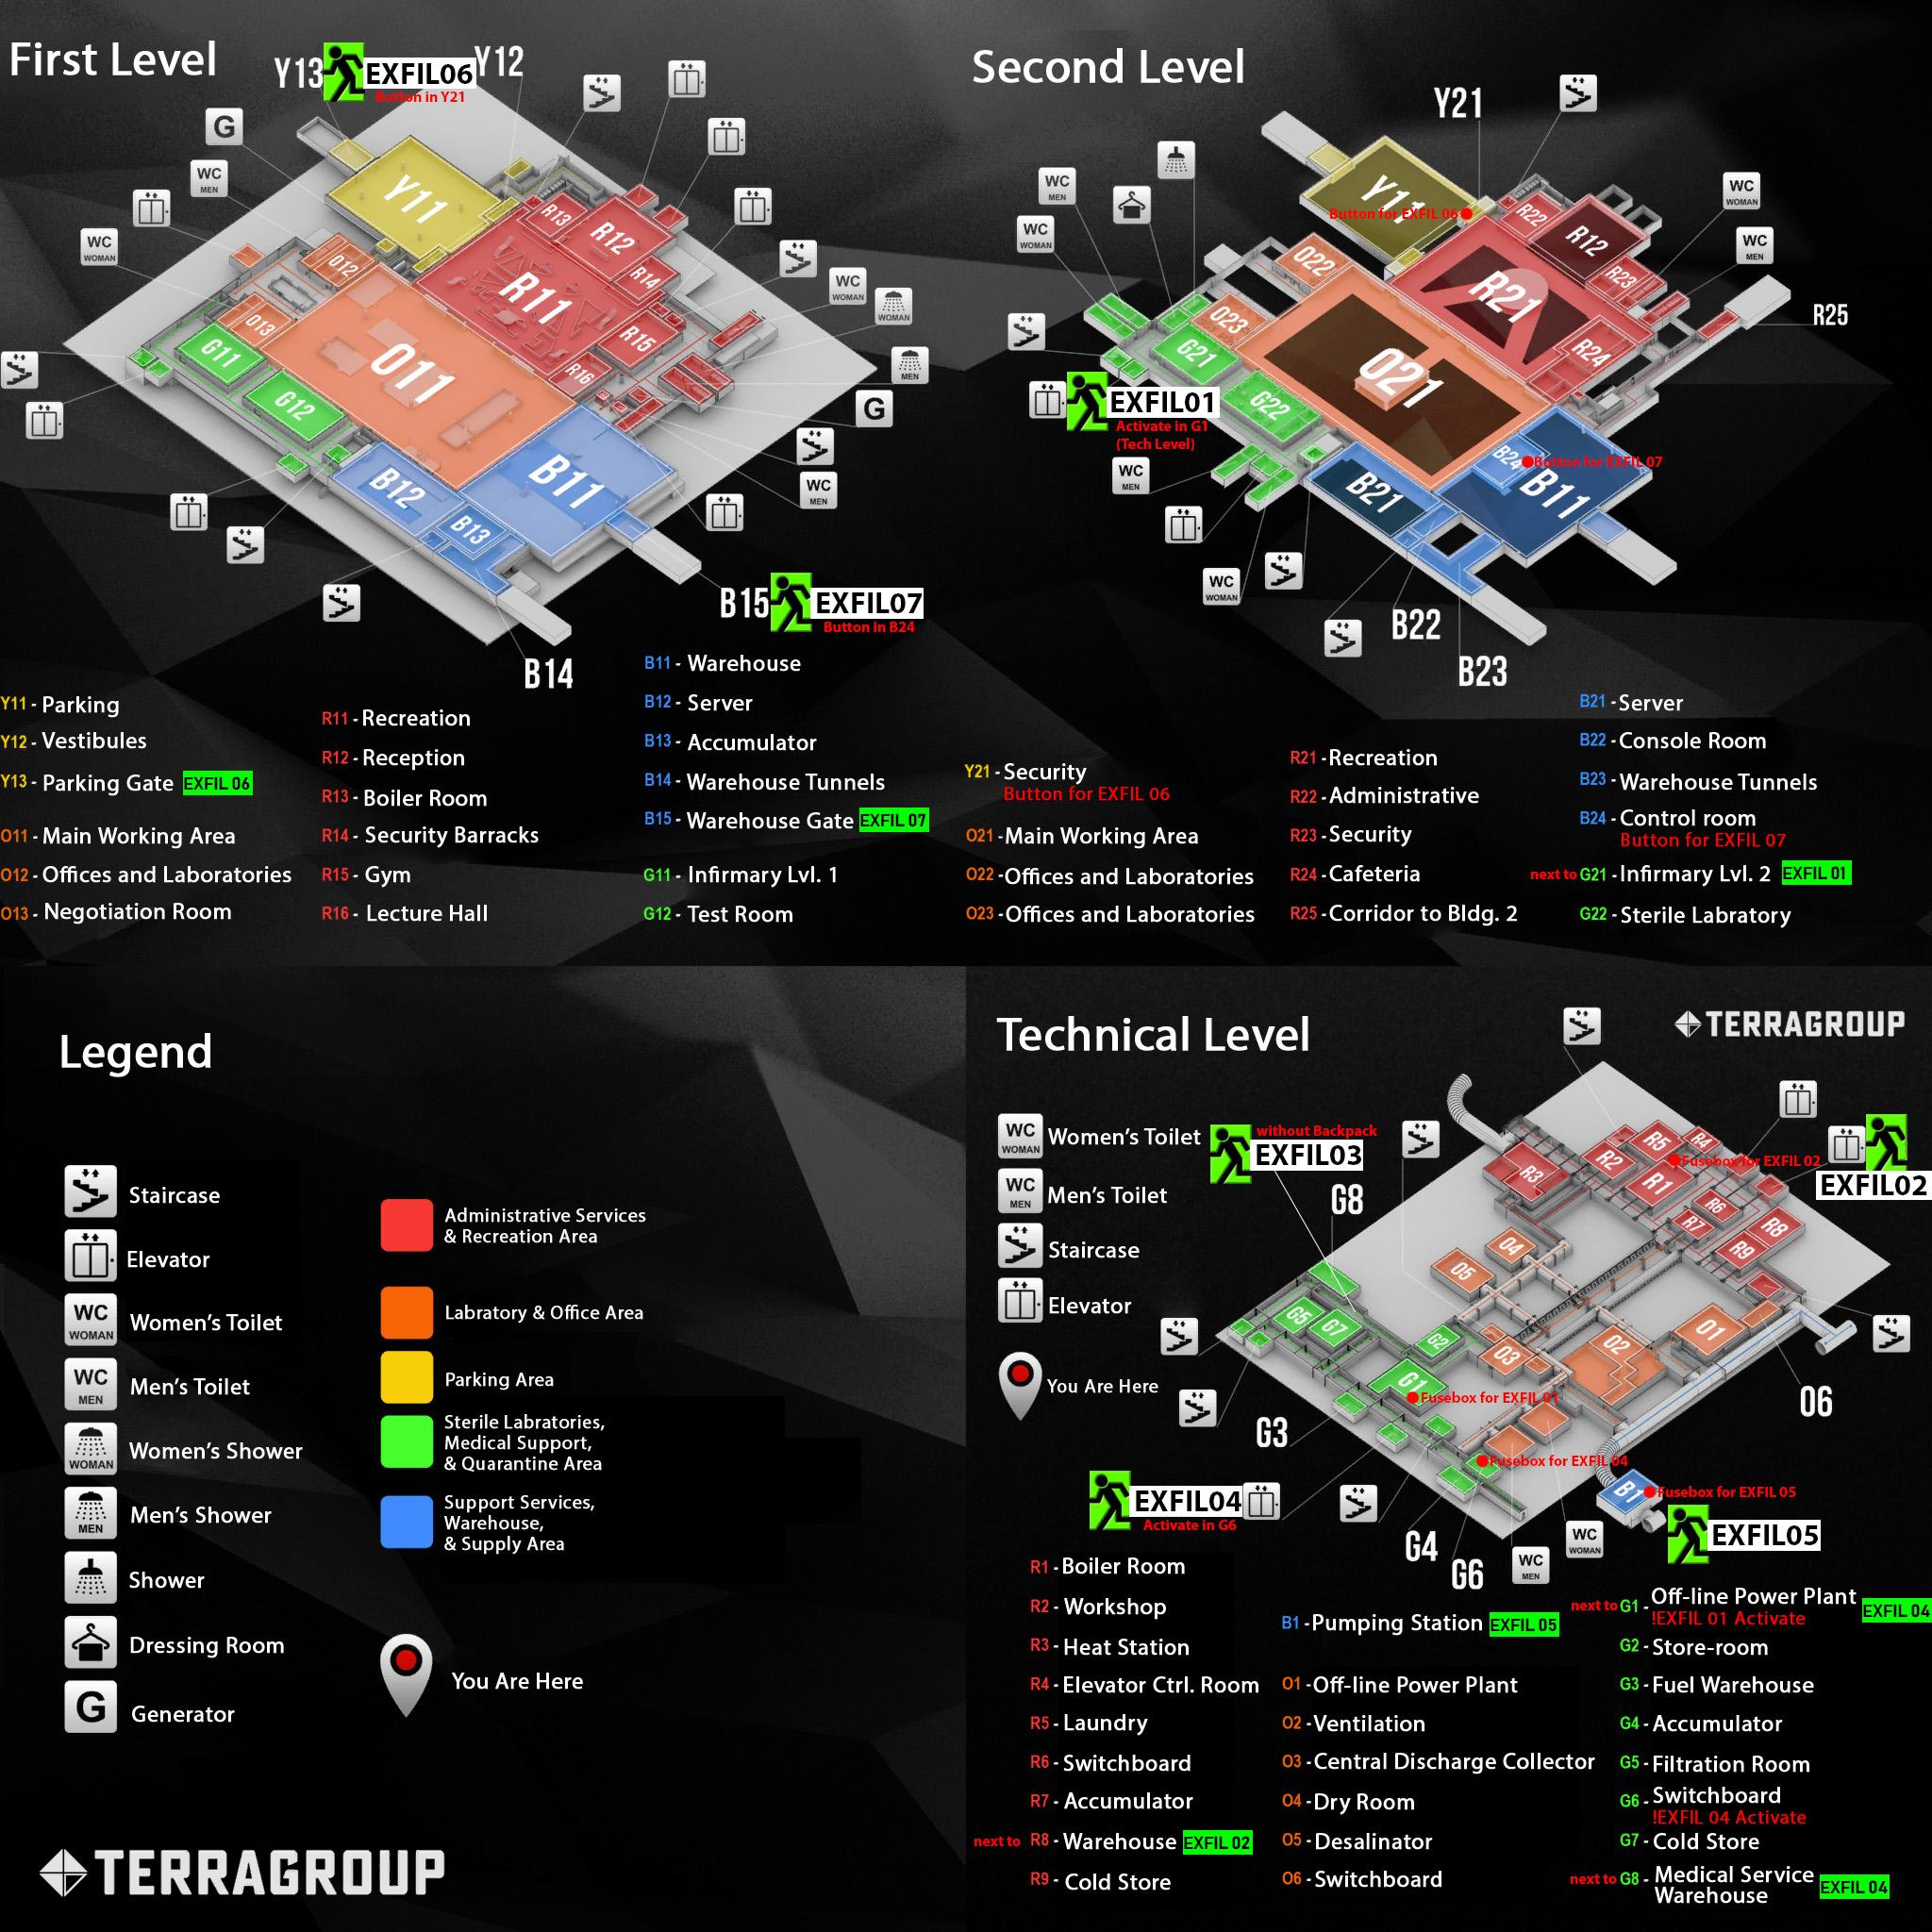 First Level
Y13
EXFIL06
Y12
Button in Y21
G
WC
MEN
WC
WOMAN
Y11
R13
R12
R14
R11
R15
R16
O12
O13
O11
G11
G12
B12
B13
B11
WC
WOMAN
WOMAN
MEN
G
WC
MEN
B15
EXFIL07
Button in B24
B14
Y11 - Parking
Y12 - Vestibules
Y13 - Parking Gate EXFIL 06
O11 - Main Working Area
O12 - Offices and Laboratories
O13 - Negotiation Room
R11 - Recreation
R12 - Reception
R13 - Boiler Room
R14 - Security Barracks
R15 - Gym
R16 - Lecture Hall
B11 - Warehouse
B12 - Server
B13 - Accumulator
B14 - Warehouse Tunnels
B15 - Warehouse Gate EXFIL 07
G11 - Infirmary Lvl. 1
G12 - Test Room
Second Level
Y21
WC
MEN
WC
WOMAN
WC
WOMAN
WC
MEN
Y11
Button for EXFIL 06
R22
R12
R23
R21
R24
R25
O22
O23
O21
G21
G22
EXFIL01
Activate in G1
(Tech Level)
WC
MEN
WC
WOMAN
B21
B24
Button for EXFIL 07
B11
B22
B23
Y21 - Security
Button for EXFIL 06
O21 - Main Working Area
O22 - Offices and Laboratories
O23 - Offices and Laboratories
R21 - Recreation
R22 - Administrative
R23 - Security
R24 - Cafeteria
R25 - Corridor to Bldg. 2
B21 - Server
B22 - Console Room
B23 - Warehouse Tunnels
B24 - Control room
Button for EXFIL 07
next to G21 - Infirmary Lvl. 2 EXFIL 01
G22 - Sterile Labratory
Legend
Staircase
Elevator
WC
WOMAN
Women's Toilet
WC
MEN
Men's Toilet
WOMAN
Women's Shower
MEN
Men's Shower
Shower
Dressing Room
G
Generator
Administrative Services
& Recreation Area
Labratory & Office Area
Parking Area
Sterile Labratories,
Medical Support,
& Quarantine Area
Support Services,
Warehouse,
& Supply Area
You Are Here
TERRAGROUP
Technical Level
TERRAGROUP
WC
WOMAN
Women's Toilet
WC
MEN
Men's Toilet
Staircase
Elevator
You Are Here
without Backpack
EXFIL03
G8
R5
R4
R2
R3
R1
Fusebox for EXFIL 02
EXFIL02
R6
R7
R8
R9
O4
O5
G5
G7
G2
O3
O2
O1
O6
G1
Fusebox for EXFIL 01
G3
Fusebox for EXFIL 04
EXFIL04
Activate in G6
G4
G6
WC
MEN
WC
WOMAN
B1
Fusebox for EXFIL 05
EXFIL05
R1 - Boiler Room
R2 - Workshop
R3 - Heat Station
R4 - Elevator Ctrl. Room
R5 - Laundry
R6 - Switchboard
R7 - Accumulator
next to R8 - Warehouse EXFIL 02
R9 - Cold Store
B1 - Pumping Station EXFIL 05
O1 - Off-line Power Plant
O2 - Ventilation
O3 - Central Discharge Collector
O4 - Dry Room
O5 - Desalinator
O6 - Switchboard
next to G1 - Off-line Power Plant EXFIL 04
!EXFIL 01 Activate
G2 - Store-room
G3 - Fuel Warehouse
G4 - Accumulator
G5 - Filtration Room
G6 - Switchboard
!EXFIL 04 Activate
G7 - Cold Store
next to G8 - Medical Service
Warehouse EXFIL 04